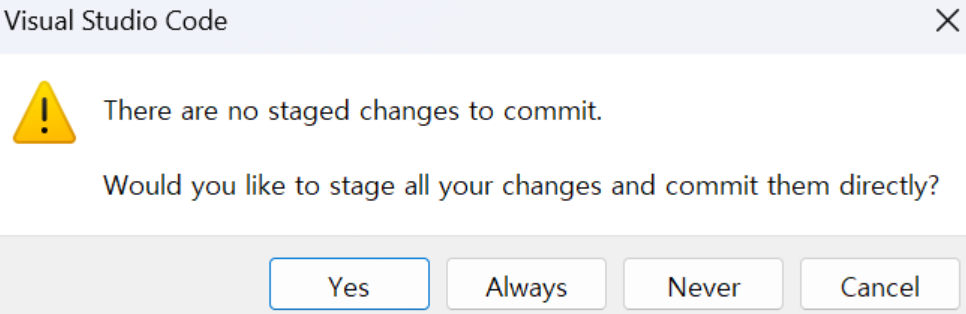 Visual Studio Code
There are no staged changes to commit.
Would you like to stage all your changes and commit them directly?
Yes
Always
Never
Cancel